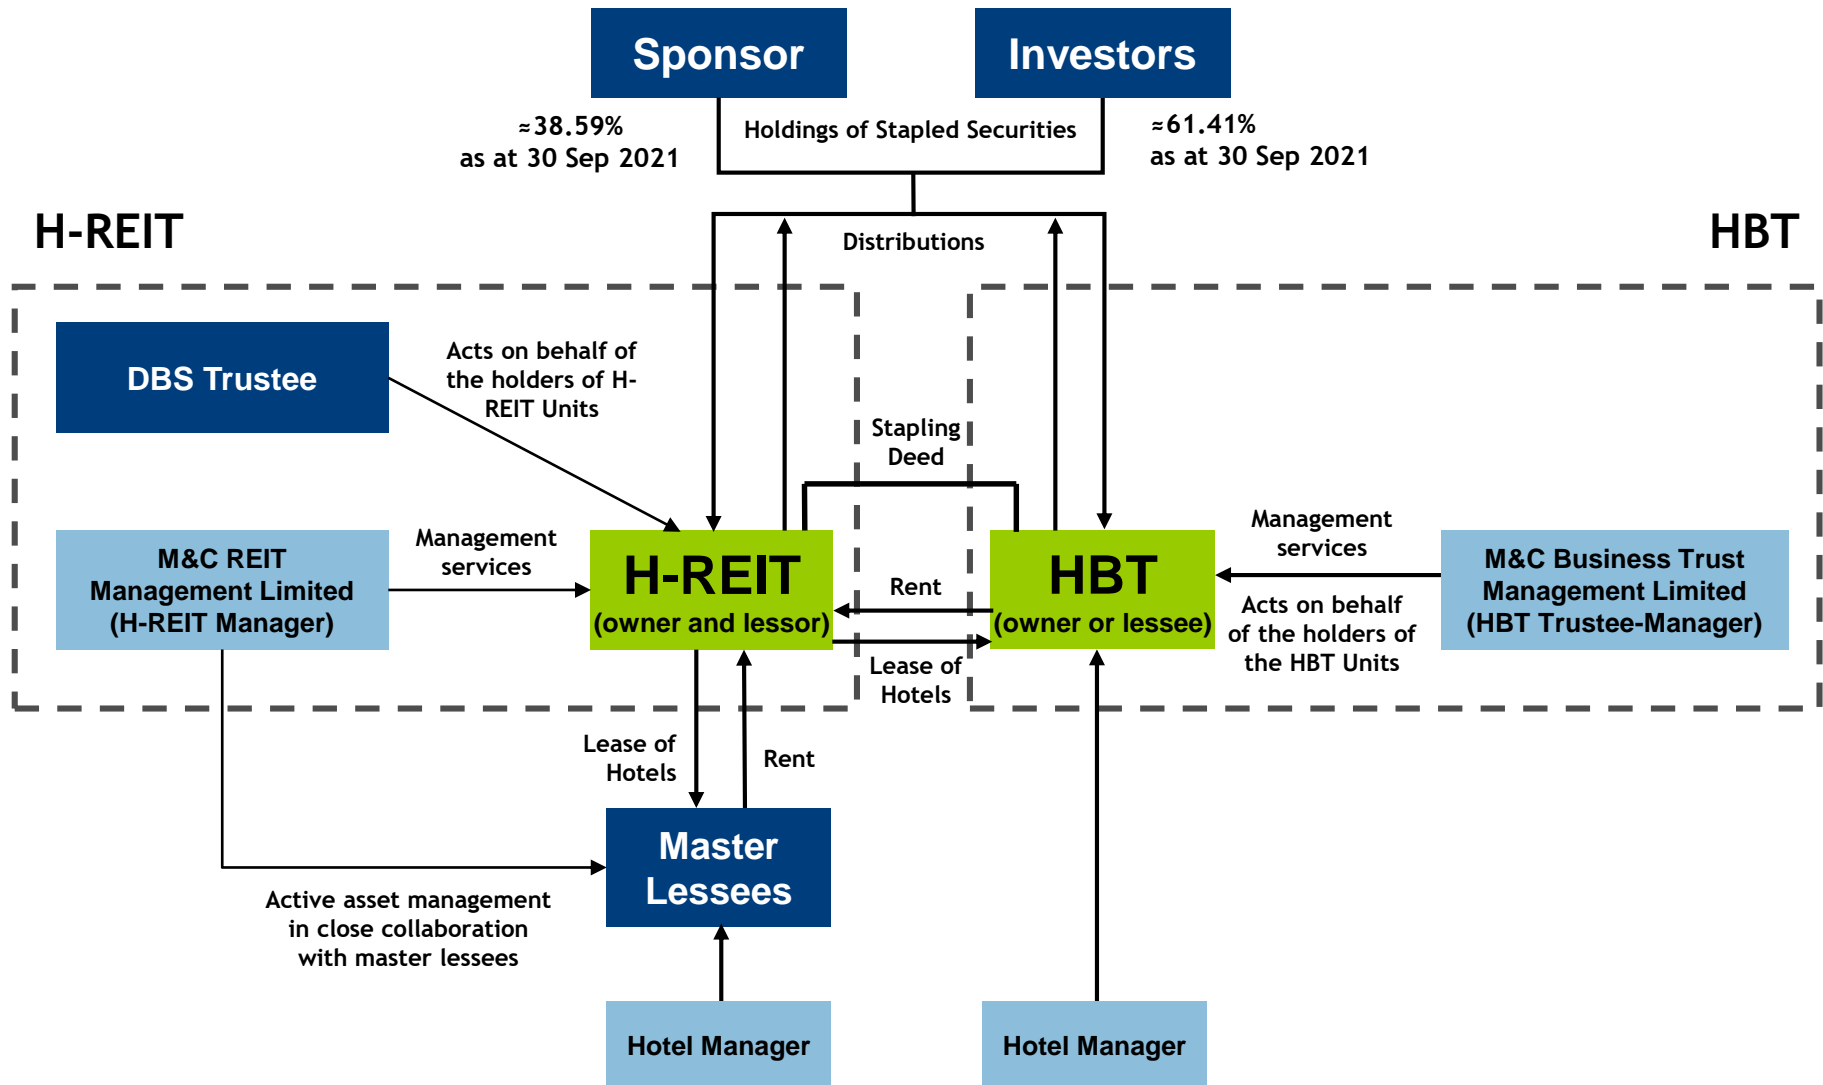 Sponsor
Investors
≈38.59%
as at 30 Sep 2021
Holdings of Stapled Securities
≈61.41%
as at 30 Sep 2021
H-REIT
HBT
Distributions
DBS Trustee
Acts on behalf of
the holders of H-
REIT Units
Stapling
Deed
M&C REIT
Management Limited
(H-REIT Manager)
Management
services
H-REIT
(owner and lessor)
Rent
Lease of
Hotels
HBT
(owner or lessee)
Management
services
Acts on behalf
of the holders of
the HBT Units
M&C Business Trust
Management Limited
(HBT Trustee-Manager)
Lease of
Hotels
Rent
Master
Lessees
Active asset management
in close collaboration
with master lessees
Hotel Manager
Hotel Manager